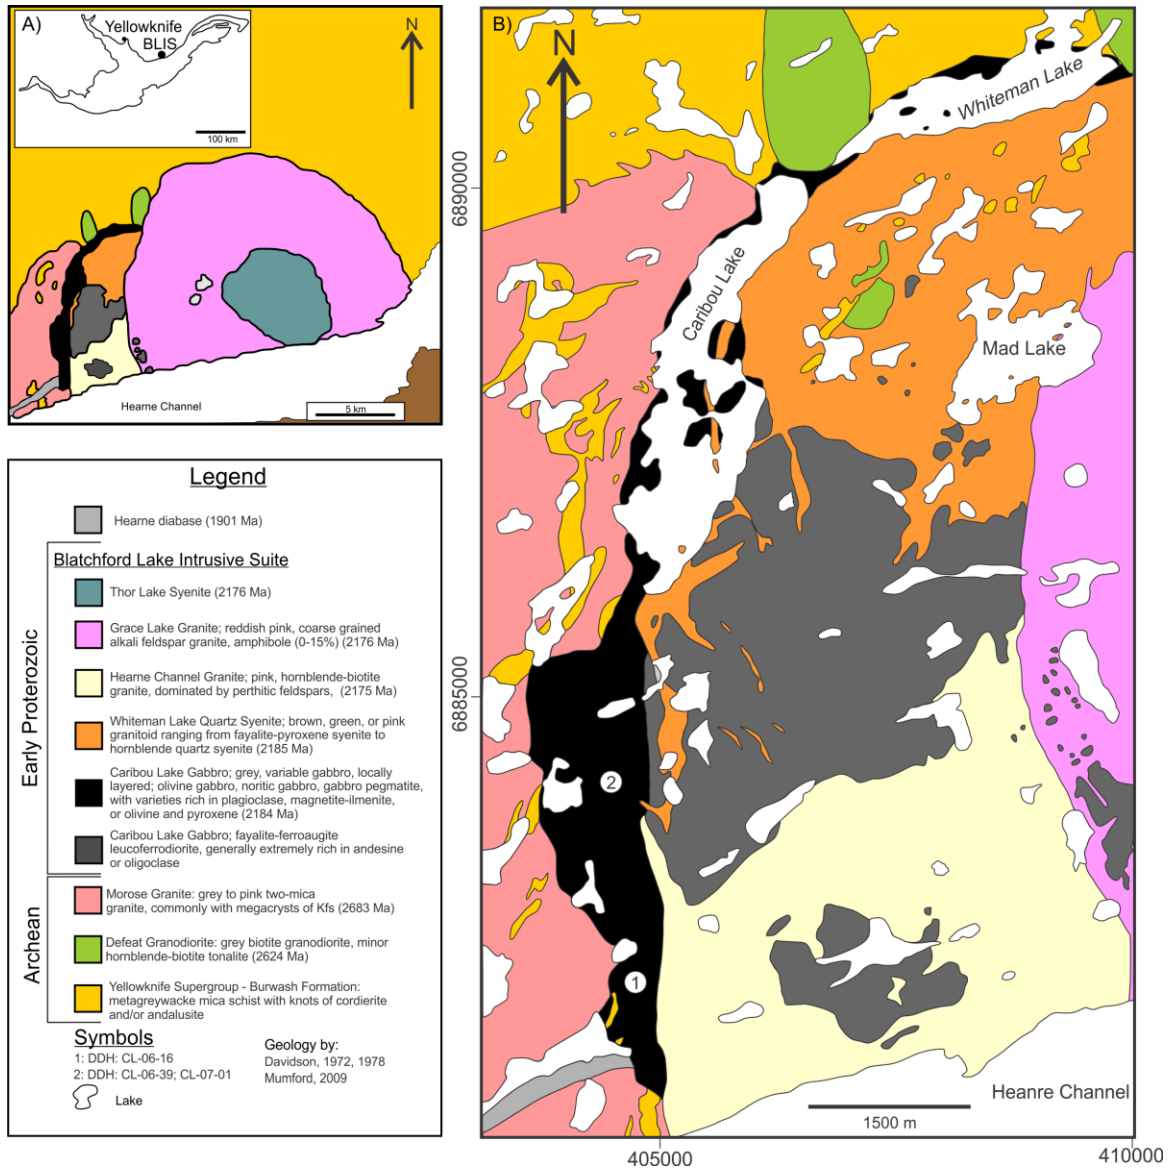 A)
Yellowknife
BLIS
N
100 km
Hearne Channel
5 km
Legend
Hearne diabase (1901 Ma)
Blatchford Lake Intrusive Suite
Early Proterozoic
Thor Lake Syenite (2176 Ma)
Grace Lake Granite; reddish pink, coarse grained
alkali feldspar granite, amphibole (0-15%) (2176 Ma)
Hearne Channel Granite; pink, hornblende-biotite
granite, dominated by perthitic feldspars, (2175 Ma)
Whiteman Lake Quartz Syenite; brown, green, or pink
granitoid ranging from fayalite-pyroxene syenite to
hornblende quartz syenite (2185 Ma)
Caribou Lake Gabbro; grey, variable gabbro, locally
layered; olivine gabbro, noritic gabbro, gabbro pegmatite,
with varieties rich in plagioclase, magnetite-ilmenite,
or olivine and pyroxene (2184 Ma)
Caribou Lake Gabbro; fayalite-ferroaugite
leucoferrodiorite, generally extremely rich in andesine
or oligoclase
Archean
Morose Granite: grey to pink two-mica
granite, commonly with megacrysts of Kfs (2683 Ma)
Defeat Granodiorite: grey biotite granodiorite, minor
hornblende-biotite tonalite (2624 Ma)
Yellowknife Supergroup - Burwash Formation:
metagreywacke mica schist with knots of cordierite
and/or andalusite
Symbols
1: DDH: CL-06-16
2: DDH: CL-06-39; CL-07-01
Lake
Geology by:
Davidson, 1972, 1978
Mumford, 2009
B)
N
Whiteman Lake
6890000
Caribou Lake
Mad Lake
6885000
2
1
Heanre Channel
1500 m
405000
410000